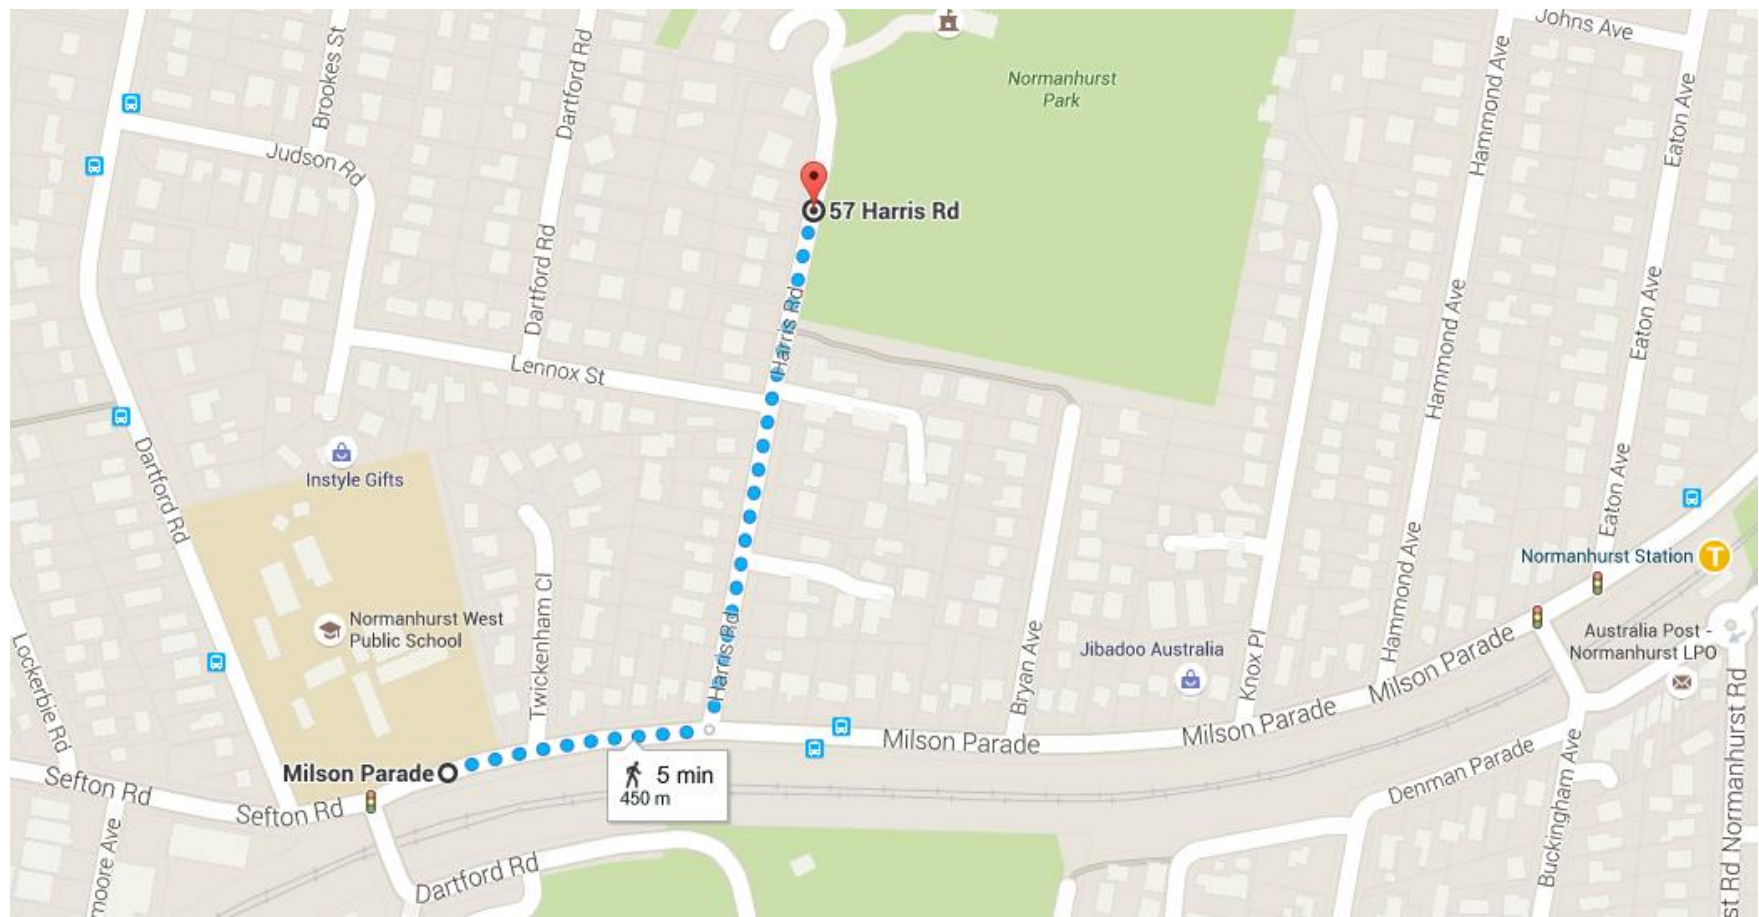 Johns Ave
Brookes St
Dartford Rd
Hammond Ave
Eaton Ave
Normanhurst
Park
Judson Rd
57 Harris Rd
Dartford Rd
Harris Rd
Hammond Ave
Eaton Ave
Lennox St
Instyle Gifts
Dartford Rd
Eaton Ave
Hammond Ave
Normanhurst Station
T
Twickenham Cl
Normanhurst West
Public School
Harris Rd
Bryan Ave
Jibadoo Australia
Knox Pl
Australia Post -
Normanhurst LPO
Lockerbie Rd
Milson Parade
Milson Parade
Milson Parade
Milson Parade
5 min
450 m
Sefton Rd
Sefton Rd
Denman Parade
Buckingham Ave
st Rd Normanhurst Rd
moore Ave
Dartford Rd